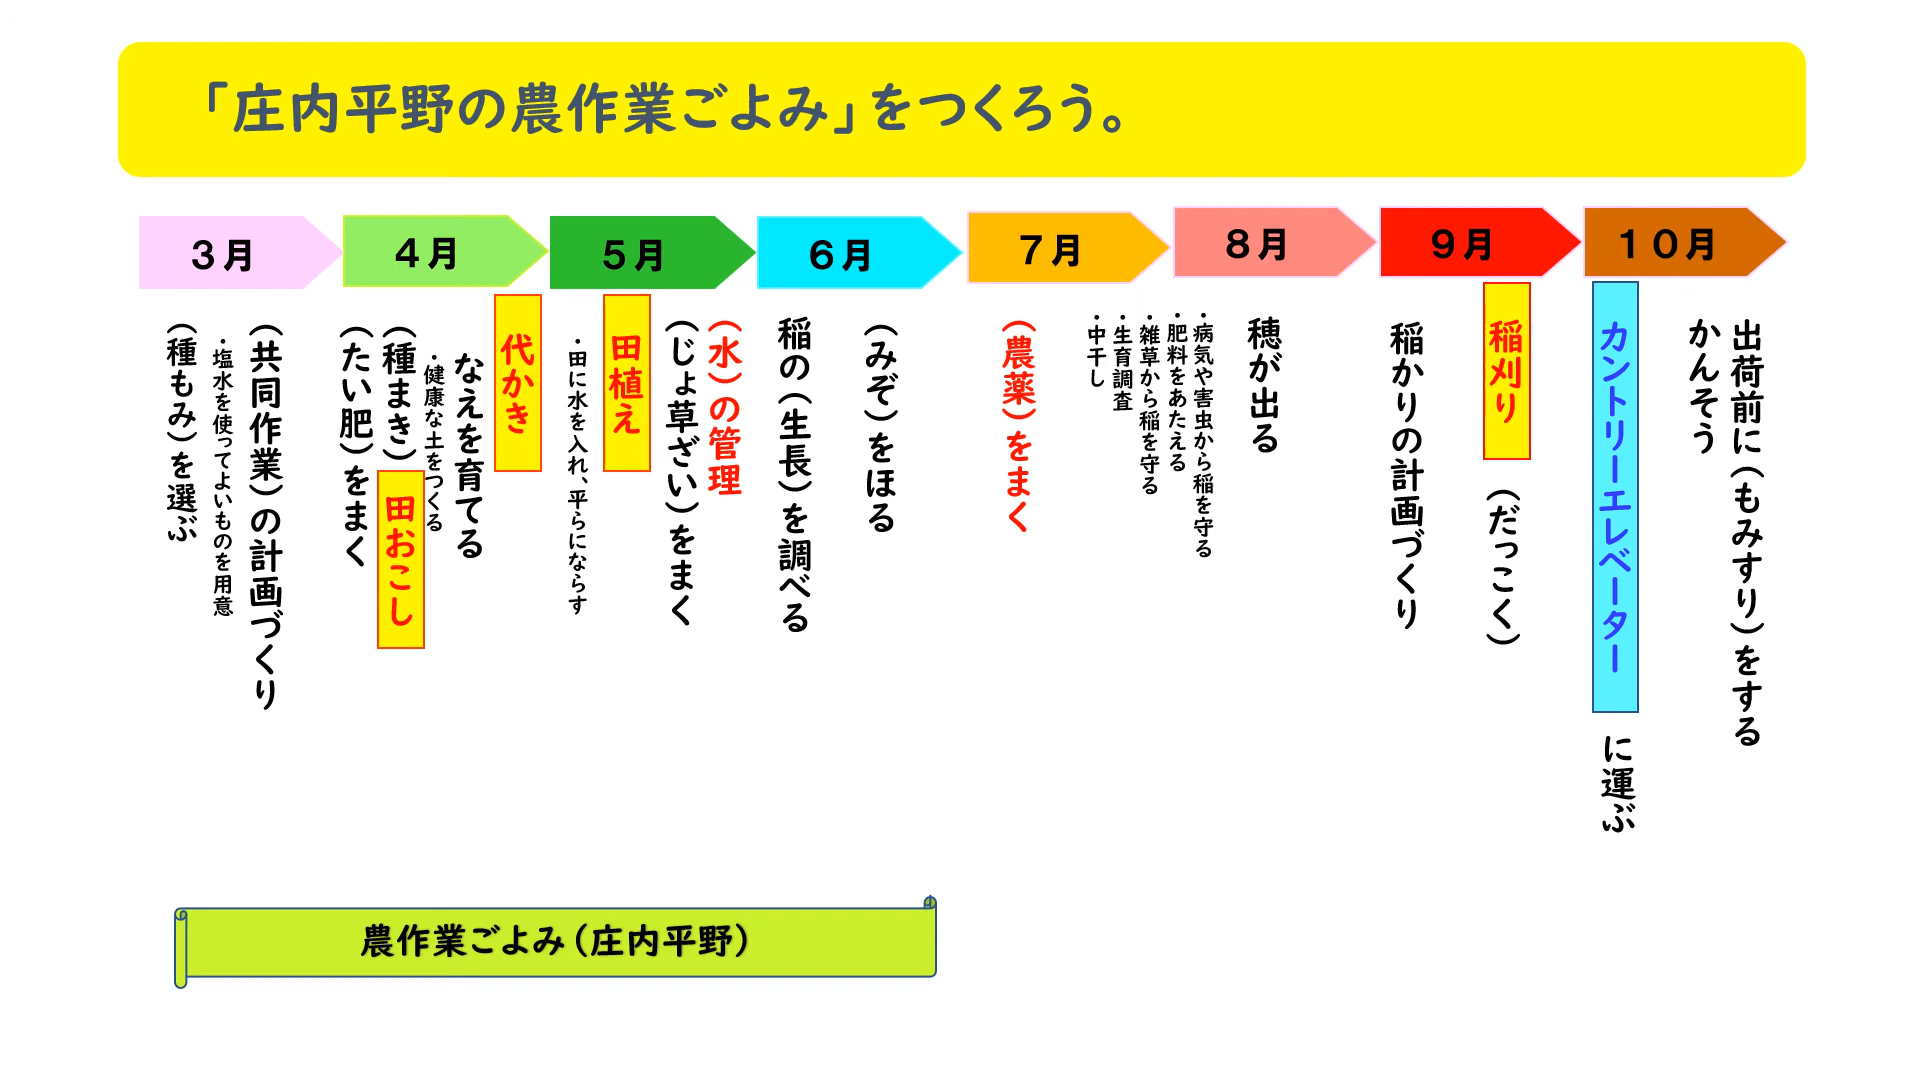 「庄内平野の農作業ごよみ」をつくろう。
３月
４月
５月
６月
７月
８月
９月
１０月
（種もみ）を選ぶ
・塩水を使ってよいものを用意
（共同作業）の計画づくり
（たい肥）をまく
（種まき）
田おこし
・健康な土をつくる
なえを育てる
代かき
・田に水を入れ、平らにならす
田植え
（じょ草ざい）をまく
（水）の管理
稲の（生長）を調べる
（みぞ）をほる
（農薬）をまく
・中干し
・生育調査
・雑草から稲を守る
・肥料をあたえる
・病気や害虫から稲を守る
穂が出る
稲かりの計画づくり
稲刈り
（だっこく）
カントリーエレベーター
に運ぶ
かんそう
出荷前に（もみすり）をする
農作業ごよみ（庄内平野）